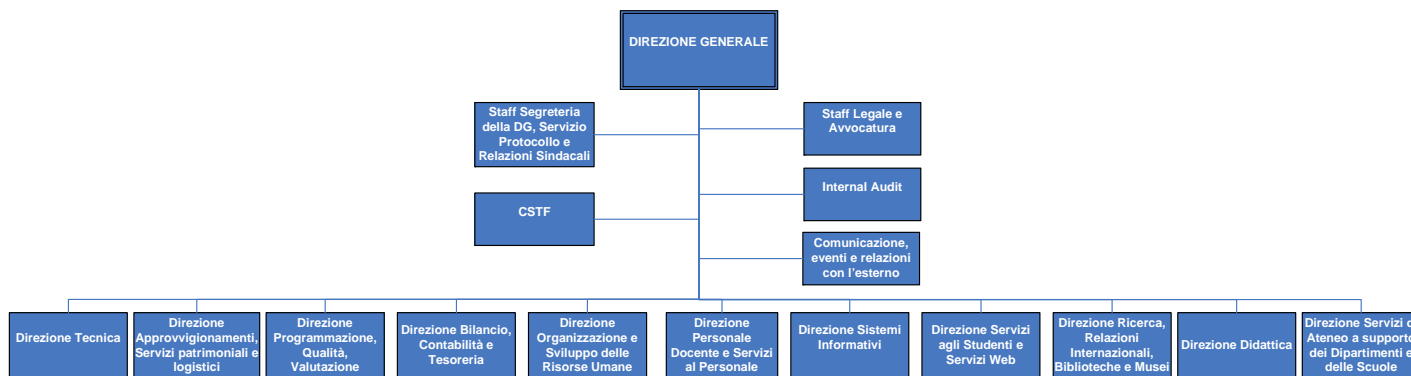 DIREZIONE GENERALE
Staff Segreteria
della DG, Servizio
Protocollo e
Relazioni Sindacali
Staff Legale e
Avvocatura
Internal Audit
CSTF
Comunicazione,
eventi e relazioni
con l'esterno
Direzione Tecnica
Direzione
Approvvigionamenti,
Servizi patrimoniali e
logistici
Direzione
Programmazione,
Qualità,
Valutazione
Direzione Bilancio,
Contabilità e
Tesoreria
Direzione
Organizzazione e
Sviluppo delle
Risorse Umane
Direzione
Personale
Docente e Servizi
al Personale
Direzione Sistemi
Informativi
Direzione Servizi
agli Studenti e
Servizi Web
Direzione Ricerca,
Relazioni
Internazionali,
Biblioteche e Musei
Direzione Didattica
Direzione Servizi
Ateneo a supporto
dei Dipartimenti e
delle Scuole